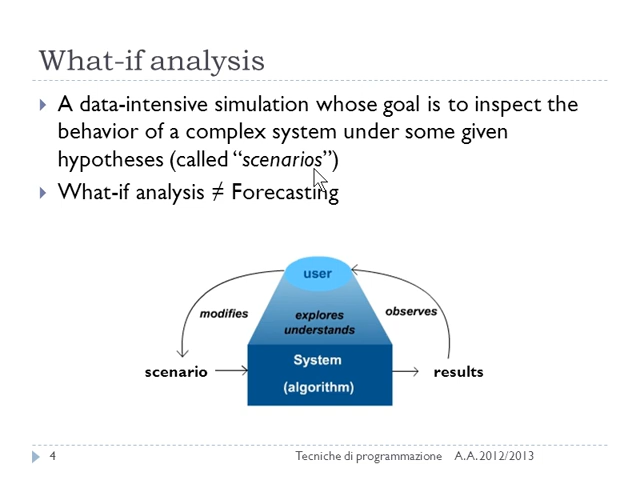 What-if analysis
A data-intensive simulation whose goal is to inspect the
behavior of a complex system under some given
hypotheses (called “scenarios”)
What-if analysis ≠ Forecasting
user
modifies
explores
understands
observes
scenario
System
(algorithm)
results
4
Tecniche di programmazione A.A. 2012/2013